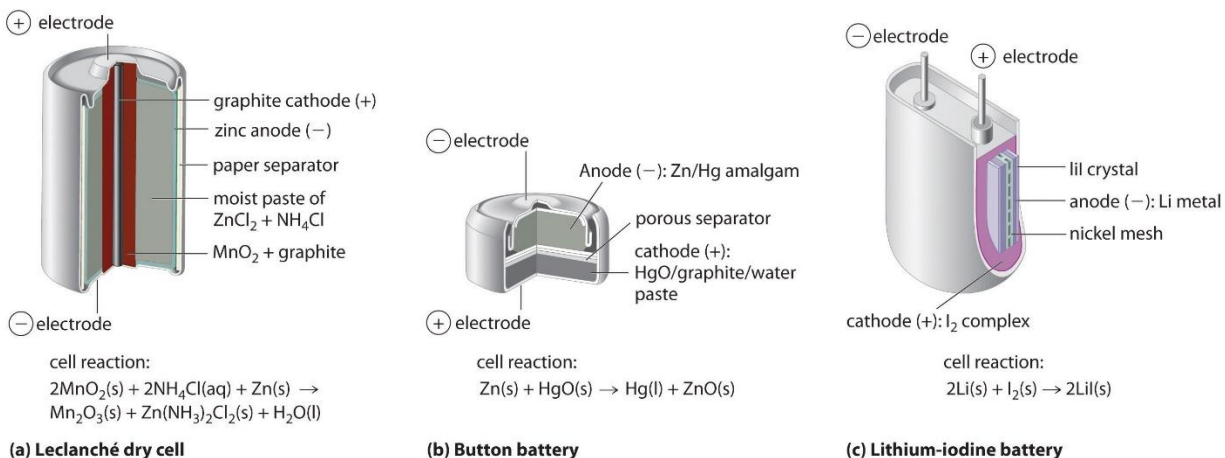 (+) electrode
graphite cathode (+)
zinc anode (−)
paper separator
moist paste of
ZnCl₂ + NH₄Cl
MnO₂ + graphite
(−) electrode
cell reaction:
2MnO₂(s) + 2NH₄Cl(aq) + Zn(s) →
Mn₂O₃(s) + Zn(NH₃)₂Cl₂(s) + H₂O(l)
(a) Leclanché dry cell
(−) electrode
Anode (−): Zn/Hg amalgam
porous separator
cathode (+):
HgO/graphite/water
paste
(+) electrode
cell reaction:
Zn(s) + HgO(s) → Hg(l) + ZnO(s)
(b) Button battery
(−) electrode
(+) electrode
lil crystal
anode (−): Li metal
nickel mesh
cathode (+): I₂ complex
cell reaction:
2Li(s) + I₂(s) → 2LiI(s)
(c) Lithium-iodine battery